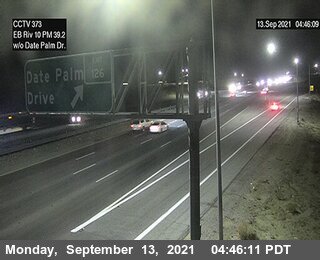 CCTV 373
EB Riv 10 PM 39.2
w/o Date Palm Dr.
13.Sep 2021 04:46:09
126
Date Palm
Drive
Monday, September 13, 2021 04:46:11 PDT